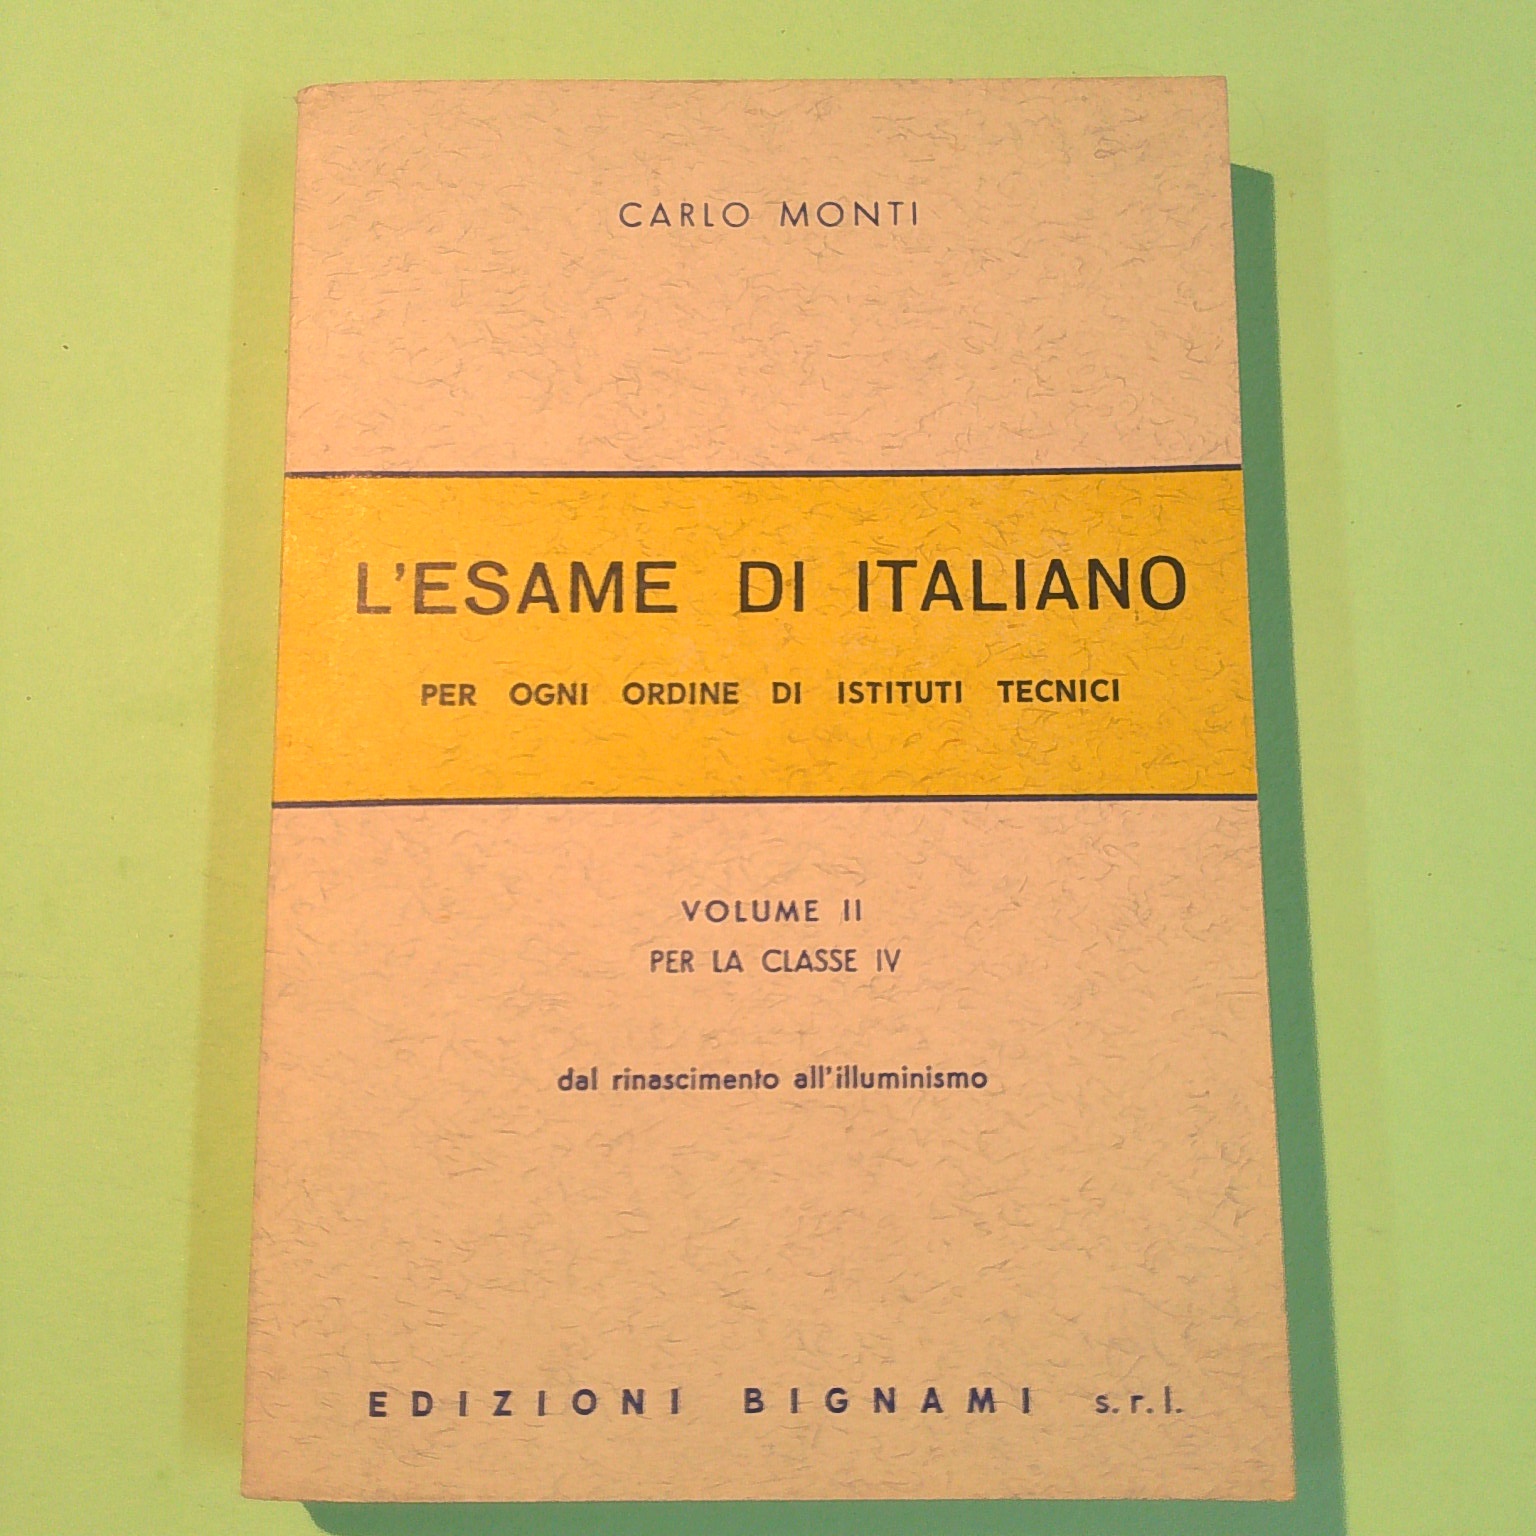 CARLO MONTI
L'ESAME DI ITALIANO
PER OGNI ORDINE DI ISTITUTI TECNICI
VOLUME II
PER LA CLASSE IV
dal rinascimento all'illuminismo
EDIZIONI BIGNAMI s.r.l.